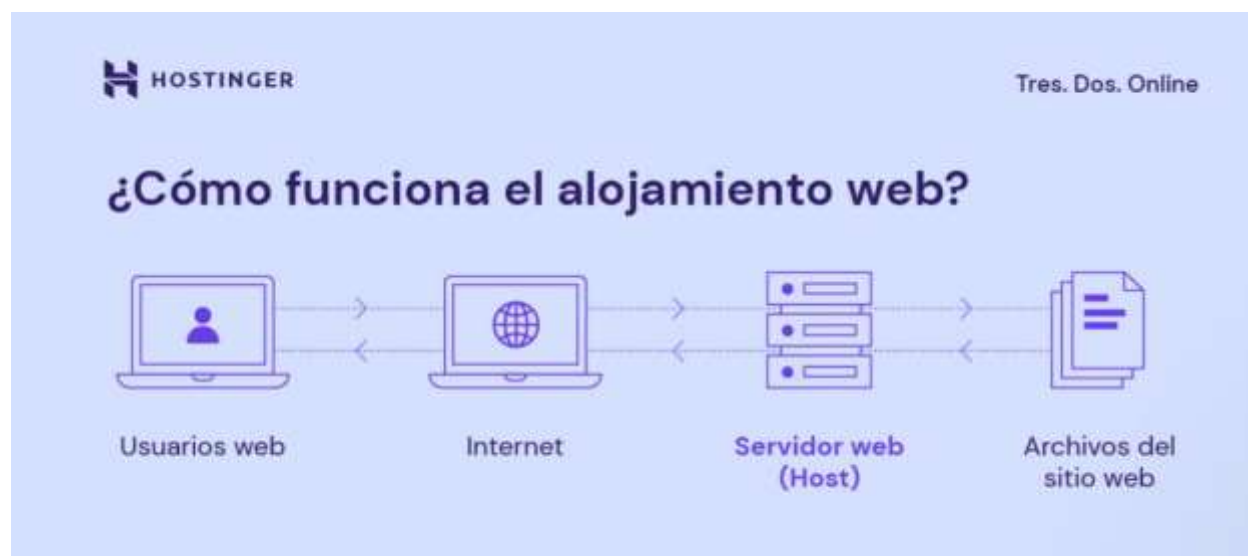 HOSTINGER
Tres. Dos. Online
¿Cómo funciona el alojamiento web?
Usuarios web
Internet
Servidor web
(Host)
Archivos del
sitio web